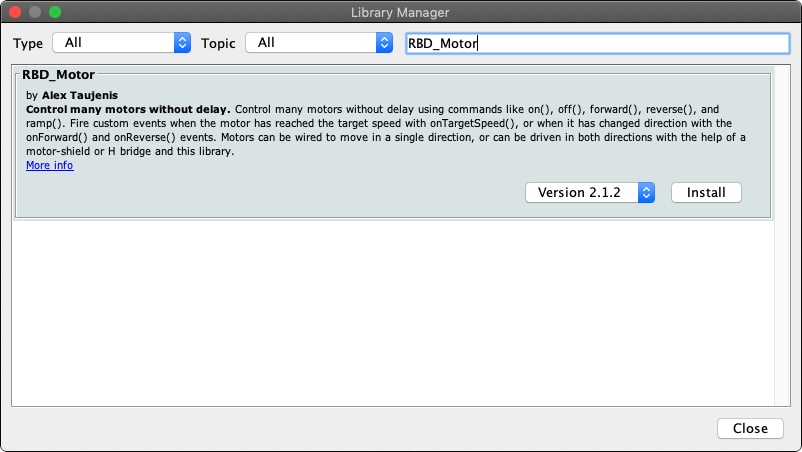 Library Manager
Type All Topic All RBD_Motor
RBD_Motor
by Alex Taujenis
Control many motors without delay. Control many motors without delay using commands like on(), off(), forward(), reverse(), and
ramp(). Fire custom events when the motor has reached the target speed with onTargetSpeed(), or when it has changed direction with the
onForward() and onReverse() events. Motors can be wired to move in a single direction, or can be driven in both directions with the help of a
motor-shield or H bridge and this library.
More info
Version 2.1.2 Install
Close